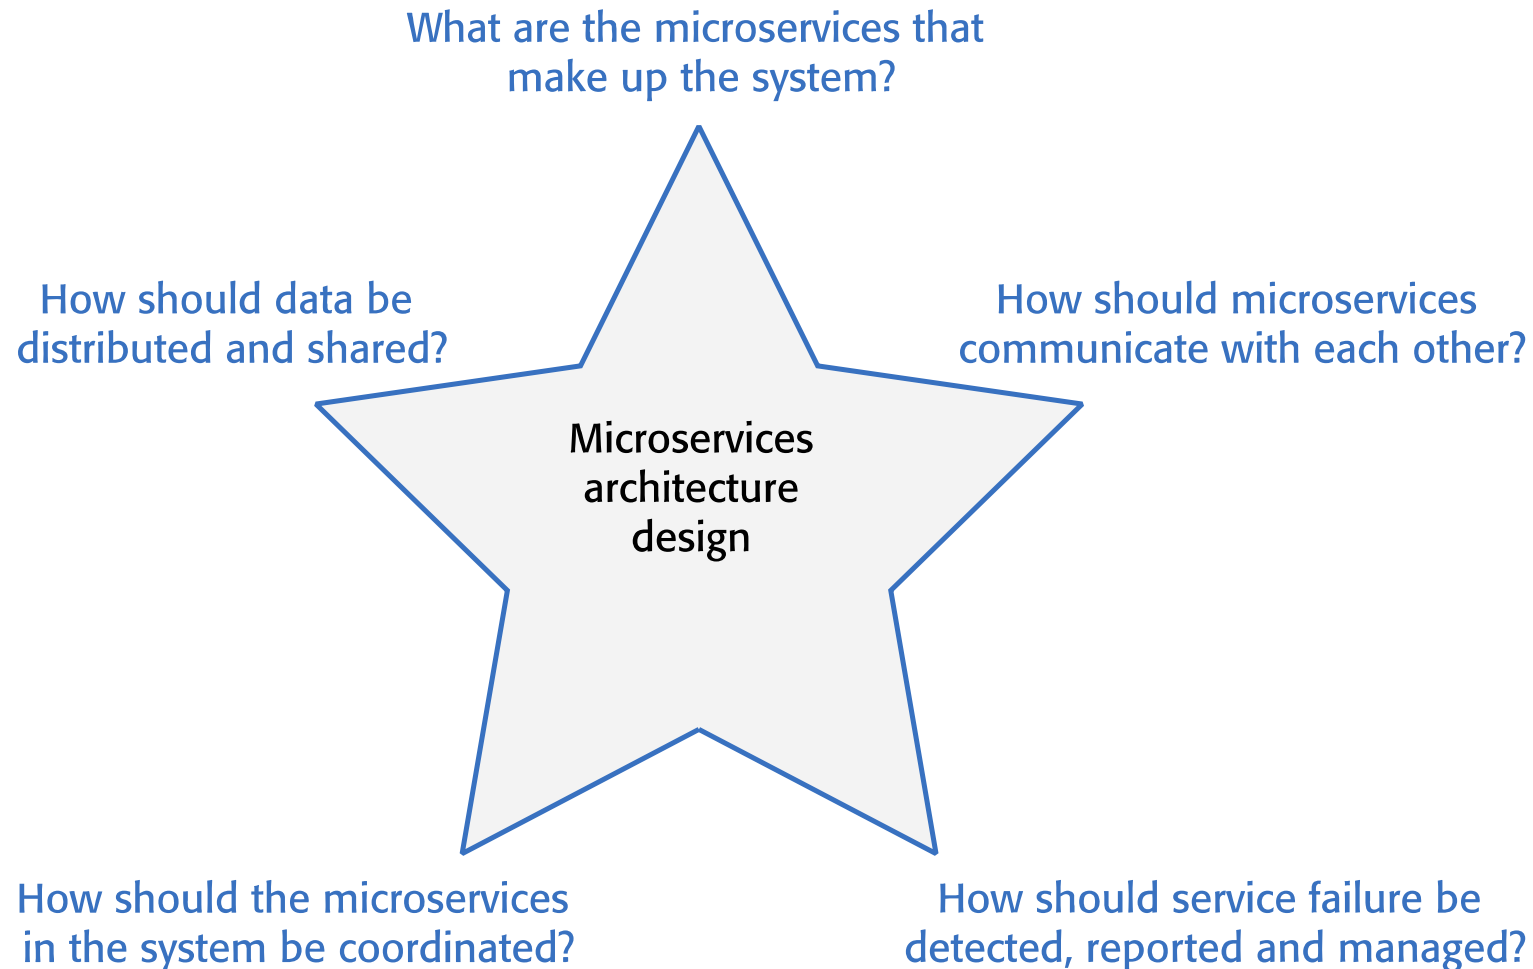 What are the microservices that
make up the system?
How should data be
distributed and shared?
How should microservices
communicate with each other?
Microservices
architecture
design
How should the microservices
in the system be coordinated?
How should service failure be
detected, reported and managed?